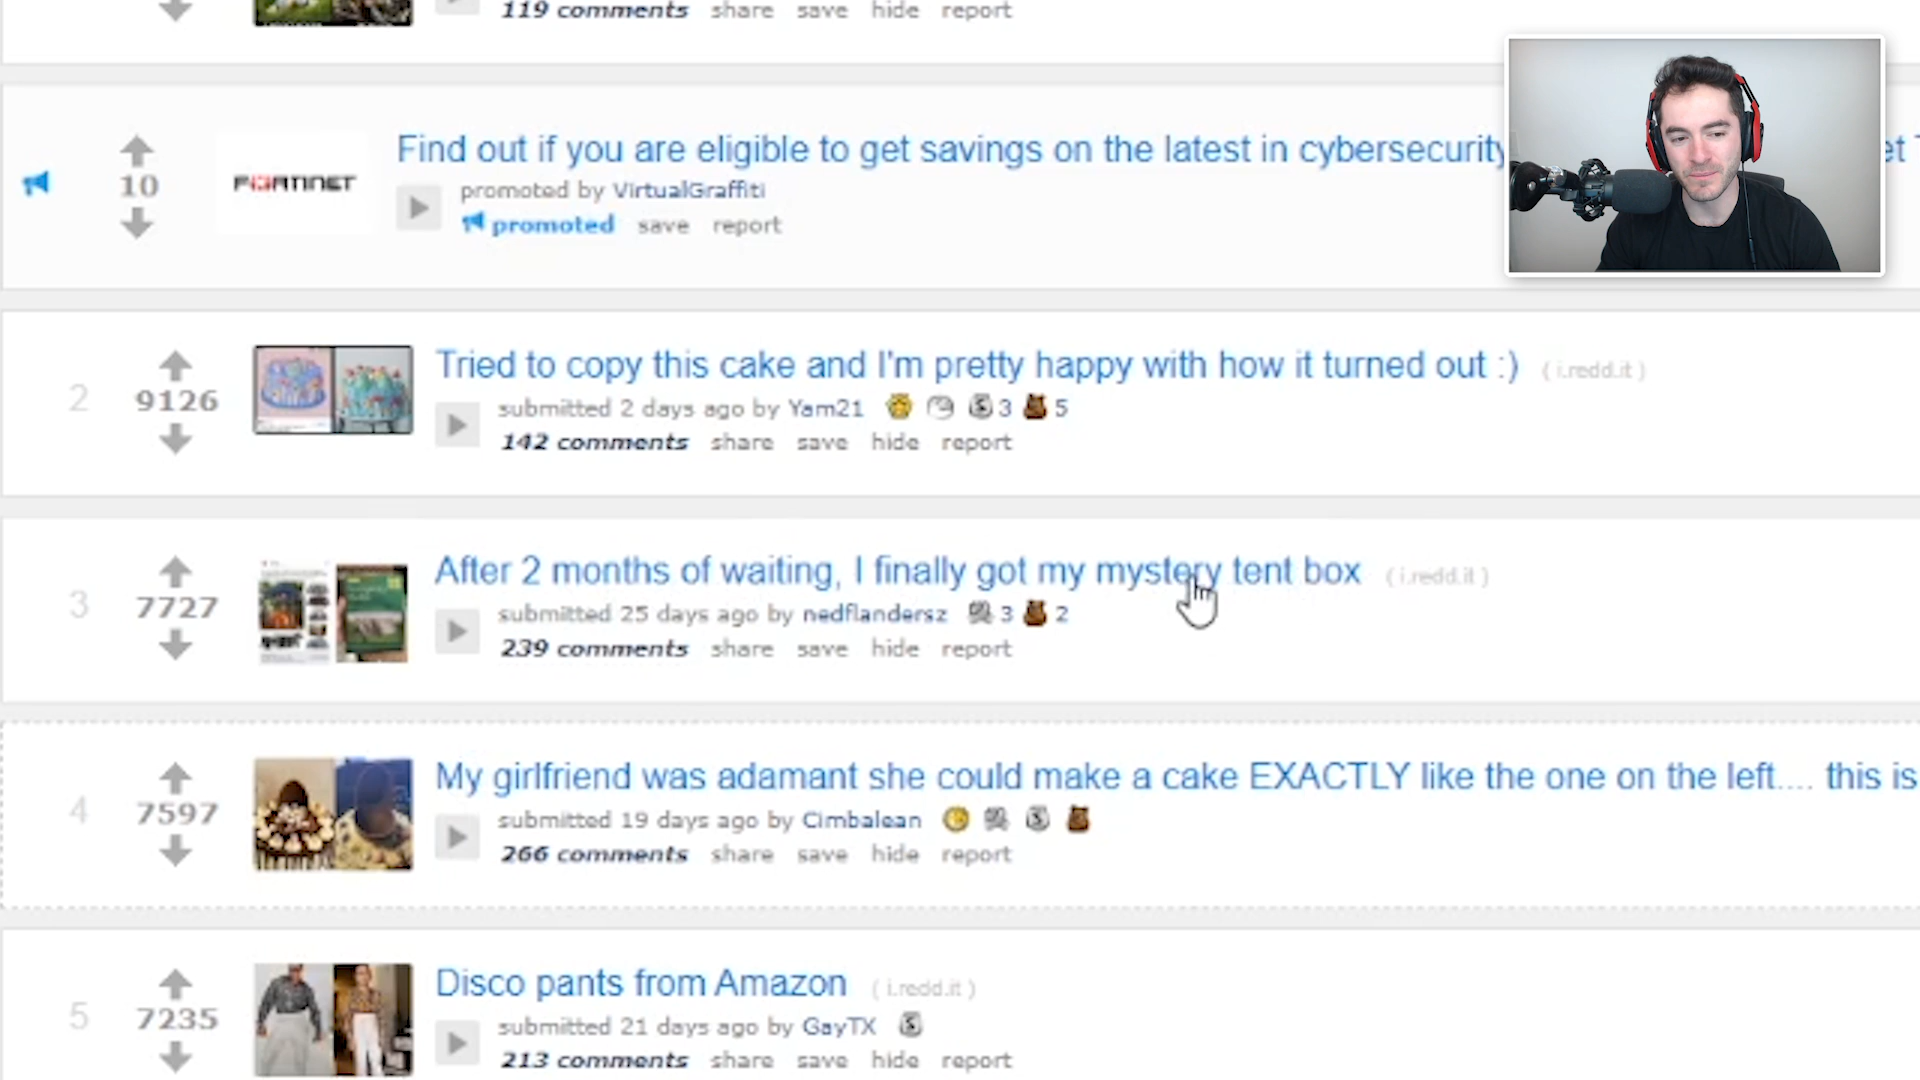 119 comments share save hide report
Find out if you are eligible to get savings on the latest in cybersecurity
10
FORTINET
promoted by VirtualGraffiti
promoted save report
Tried to copy this cake and I'm pretty happy with how it turned out :) (i.redd.it)
2
9126
submitted 2 days ago by Yam21 3 5
142 comments share save hide report
After 2 months of waiting, I finally got my mystery tent box (i.redd.it)
3
7727
submitted 25 days ago by nedflandersz 3 2
239 comments share save hide report
My girlfriend was adamant she could make a cake EXACTLY like the one on the left.... this is
4
7597
submitted 19 days ago by Cimbalean
266 comments share save hide report
Disco pants from Amazon (i.redd.it)
5
7235
submitted 21 days ago by GayTX
213 comments share save hide report